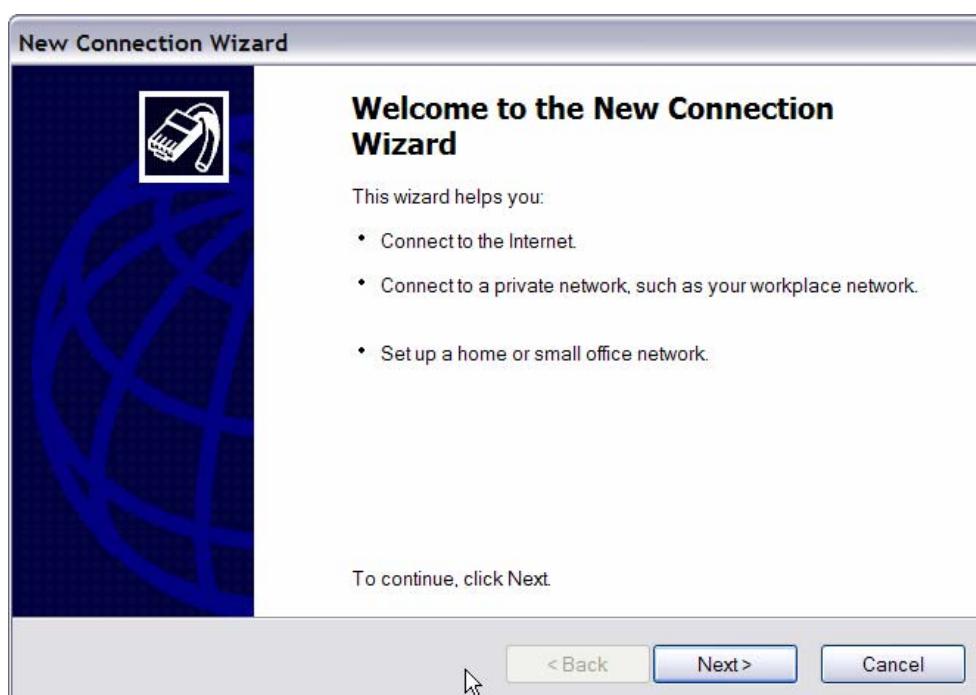 New Connection Wizard
Welcome to the New Connection
Wizard
This wizard helps you:
• Connect to the Internet.
• Connect to a private network, such as your workplace network.
• Set up a home or small office network.
To continue, click Next.
< Back Next > Cancel